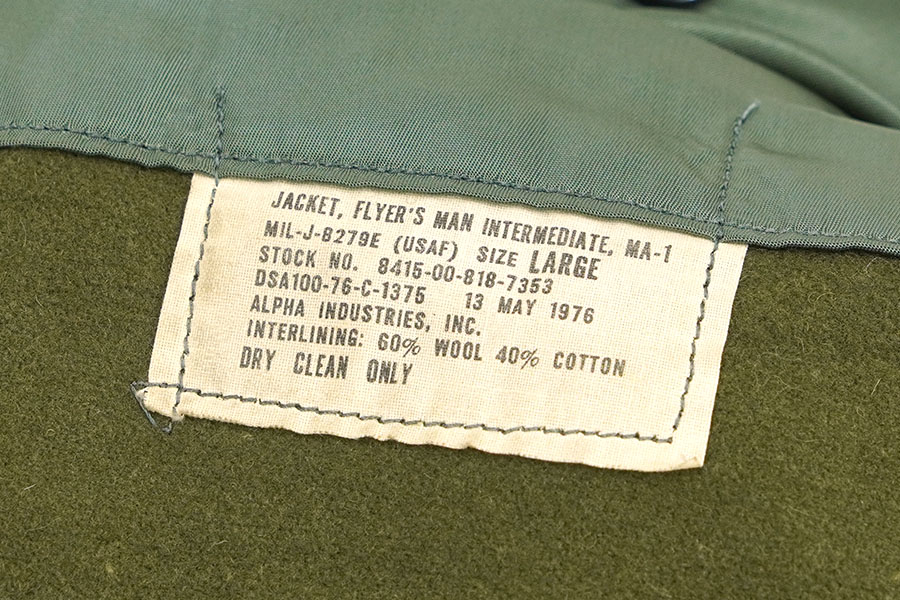 JACKET, FLYER'S MAN INTERMEDIATE, MA-1
MIL-J-8279E (USAF) SIZE LARGE
STOCK NO. 8415-00-818-7353
DSA100-76-C-1375 13 MAY 1976
ALPHA INDUSTRIES, INC.
INTERLINING: 60% WOOL 40% COTTON
DRY CLEAN ONLY